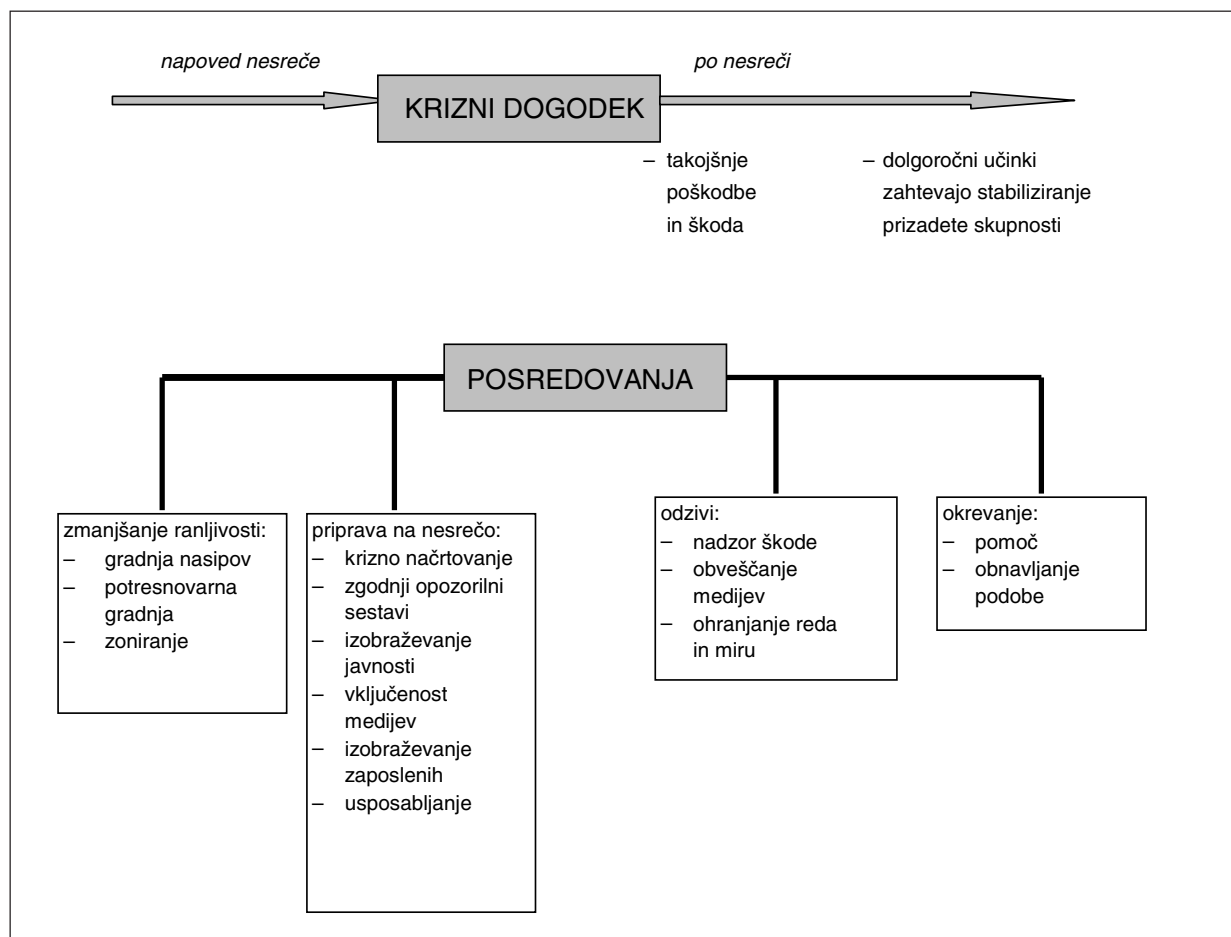 napoved nesreče
po nesreči
KRIZNI DOGODEK
– takojšnje
poškodbe
in škoda
– dolgoročni učinki
zahtevajo stabiliziranje
prizadete skupnosti
POSREDOVANJA
zmanjšanje ranljivosti:
– gradnja nasipov
– potresnovarna
gradnja
– zoniranje
priprava na nesrečo:
– krizno načrtovanje
– zgodnji opozorilni
sestavi
– izobraževanje
javnosti
– vključenost
medijev
– izobraževanje
zaposlenih
– usposabljanje
odzivi:
– nadzor škode
– obveščanje
medijev
– ohranjanje reda
in miru
okrevanje:
– pomoč
– obnavljanje
podobe